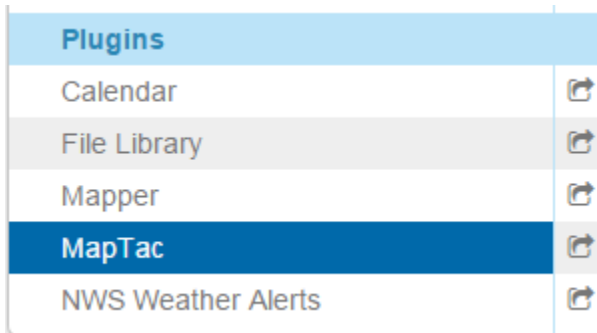 Plugins
Calendar
File Library
Mapper
MapTac
NWS Weather Alerts